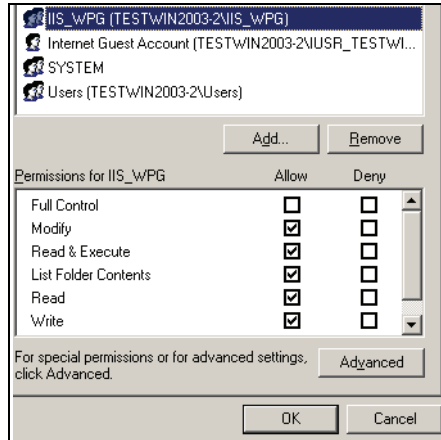 IIS_WPG (TESTWIN2003-2\IIS_WPG)
Internet Guest Account (TESTWIN2003-2\IUSR_TESTWI...
SYSTEM
Users (TESTWIN2003-2\Users)
Add... Remove
Permissions for IIS_WPG Allow Deny
Full Control
Modify
Read & Execute
List Folder Contents
Read
Write
For special permissions or for advanced settings,
click Advanced.
Advanced
OK Cancel